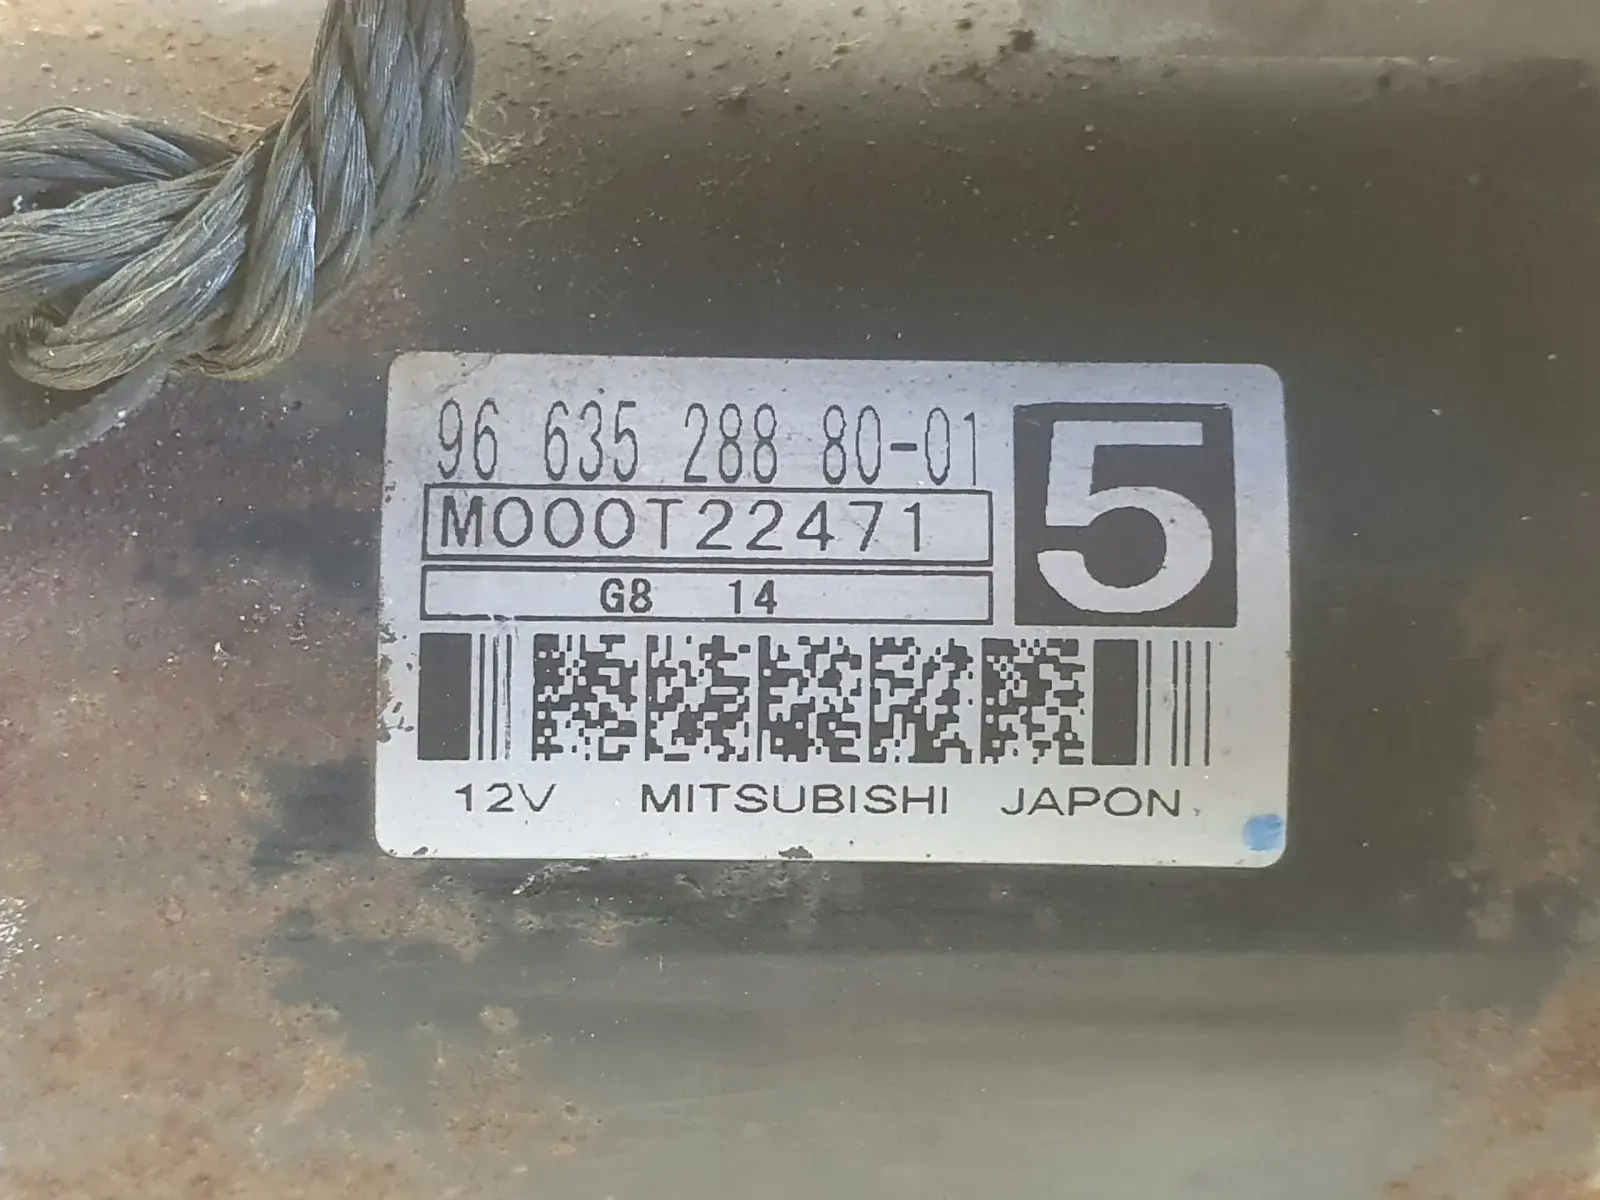 96 635 288 80-01
5
M000T22471
G8 14
12V MITSUBISHI JAPON